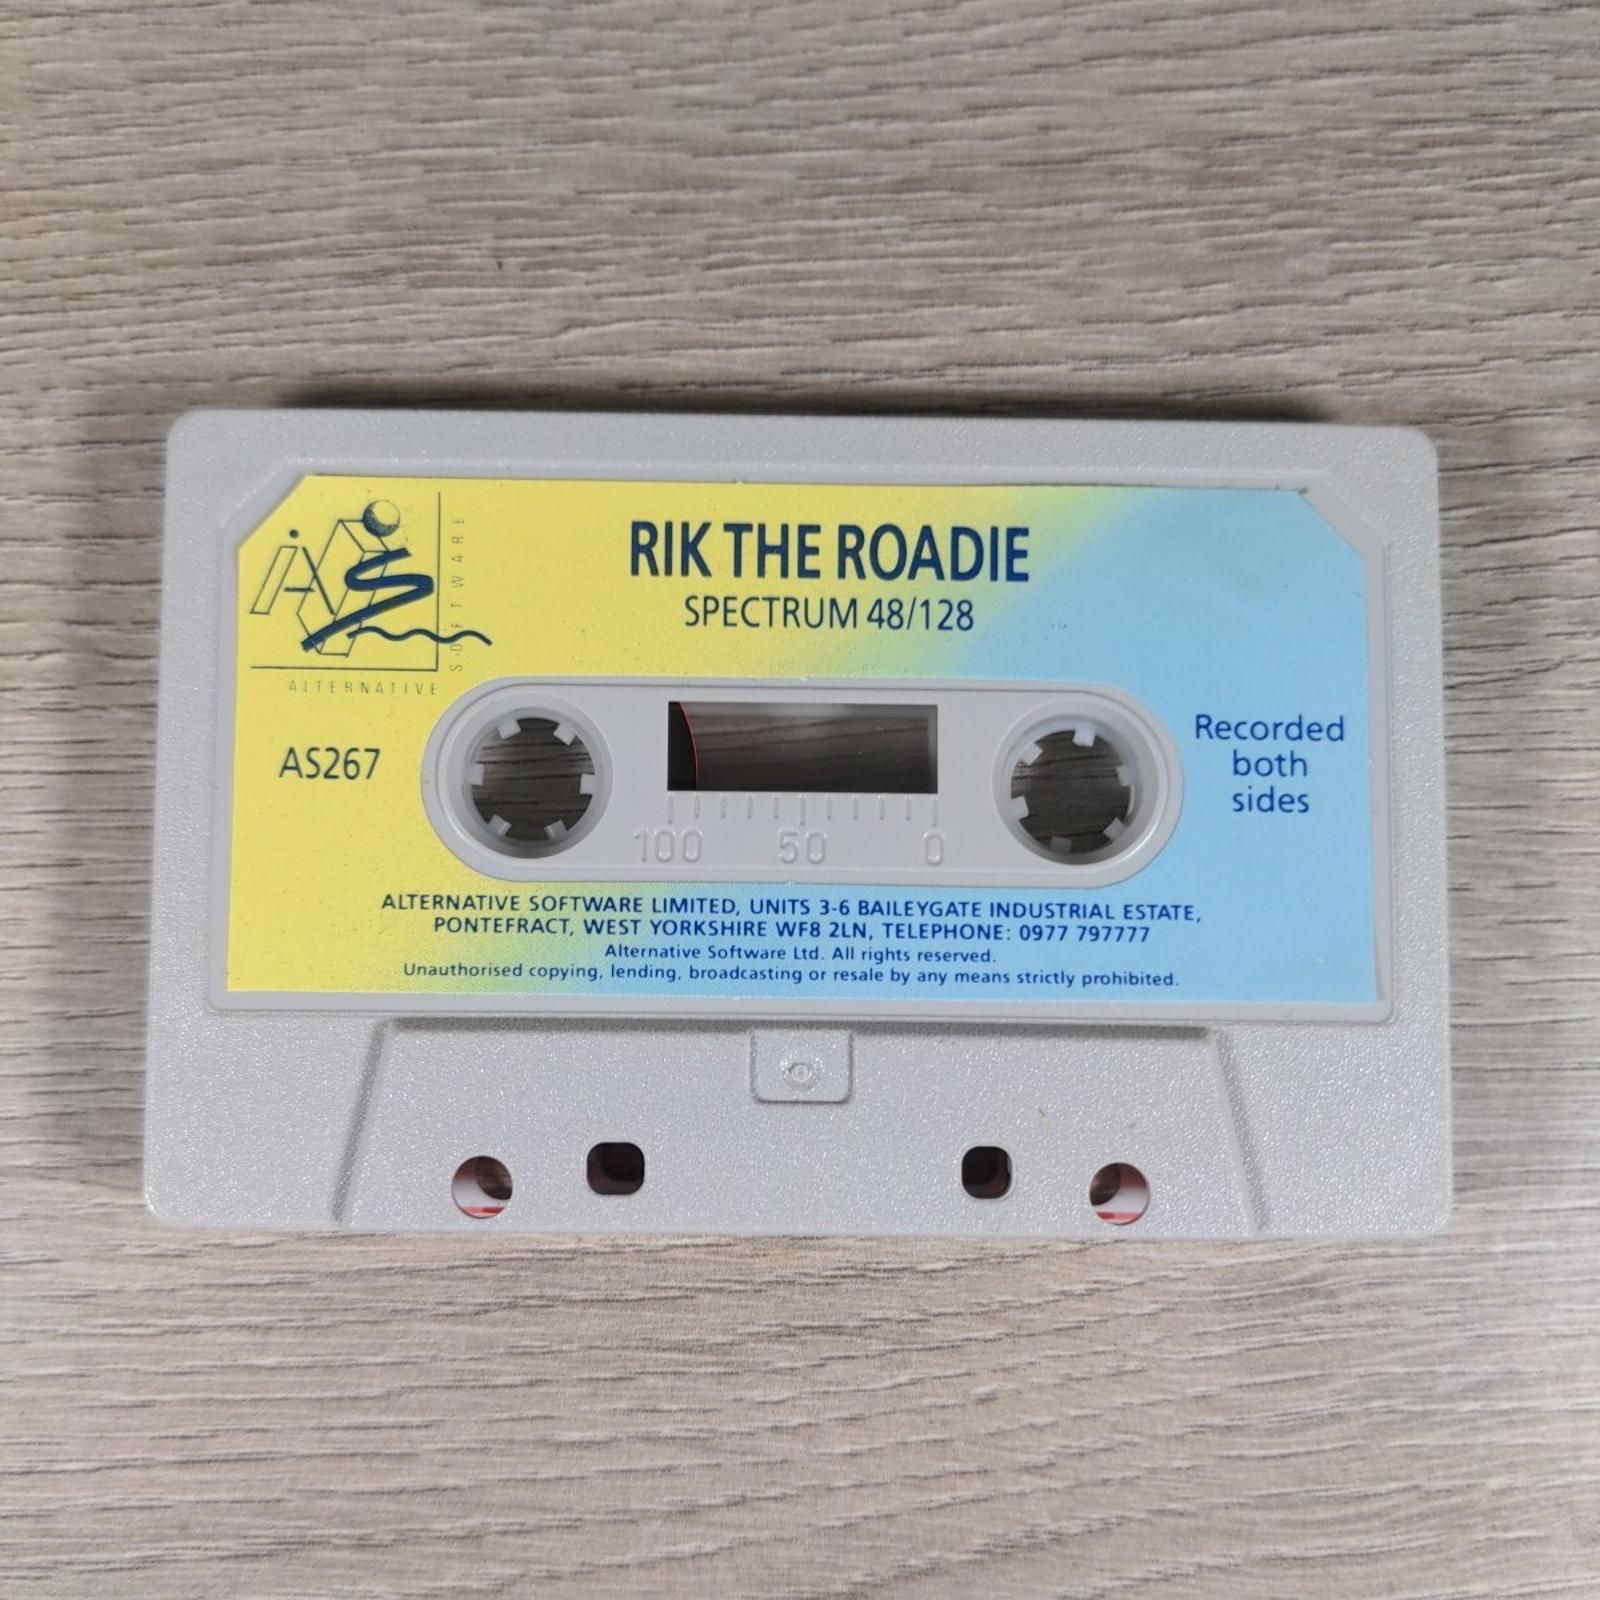 RIK THE ROADIE
SPECTRUM 48/128
AS
SOFTWARE
ALTERNATIVE
AS267
Recorded
both
sides
100 50 0
ALTERNATIVE SOFTWARE LIMITED, UNITS 3-6 BAILEYGATE INDUSTRIAL ESTATE,
PONTEFRACT, WEST YORKSHIRE WF8 2LN, TELEPHONE: 0977 797777
Alternative Software Ltd. All rights reserved.
Unauthorised copying, lending, broadcasting or resale by any means strictly prohibited.